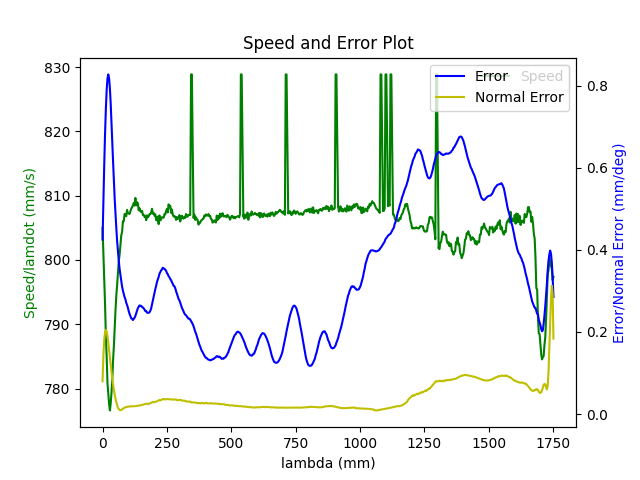 Speed and Error Plot
830
820
810
800
790
780
Speed/lamdot (mm/s)
Error
Speed
Normal Error
0.8
0.6
0.4
0.2
0.0
Error/Normal Error (mm/deg)
0
250
500
750
1000
1250
1500
1750
lambda (mm)